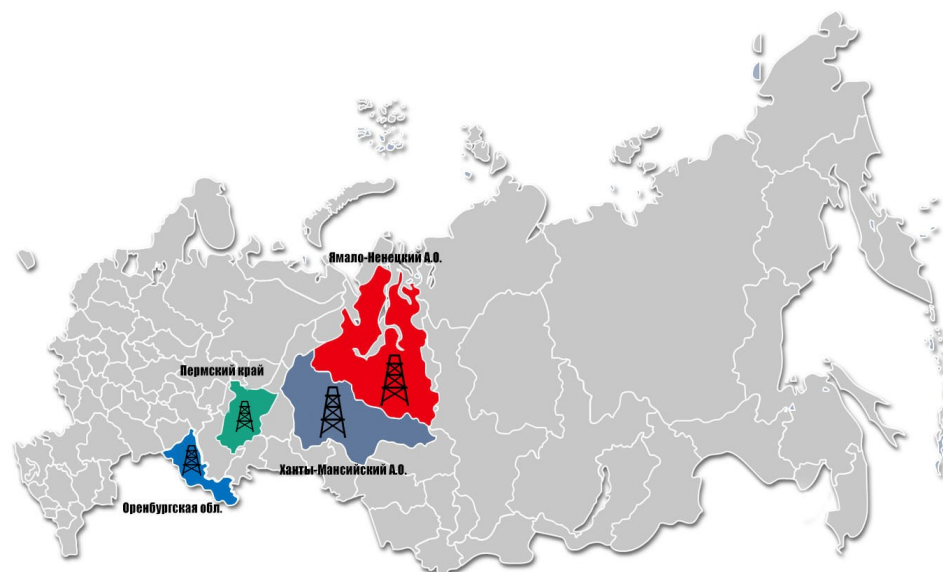 Ямало-Ненецкий А.О.
Пермский край
Ханты-Мансийский А.О.
Оренбургская обл.